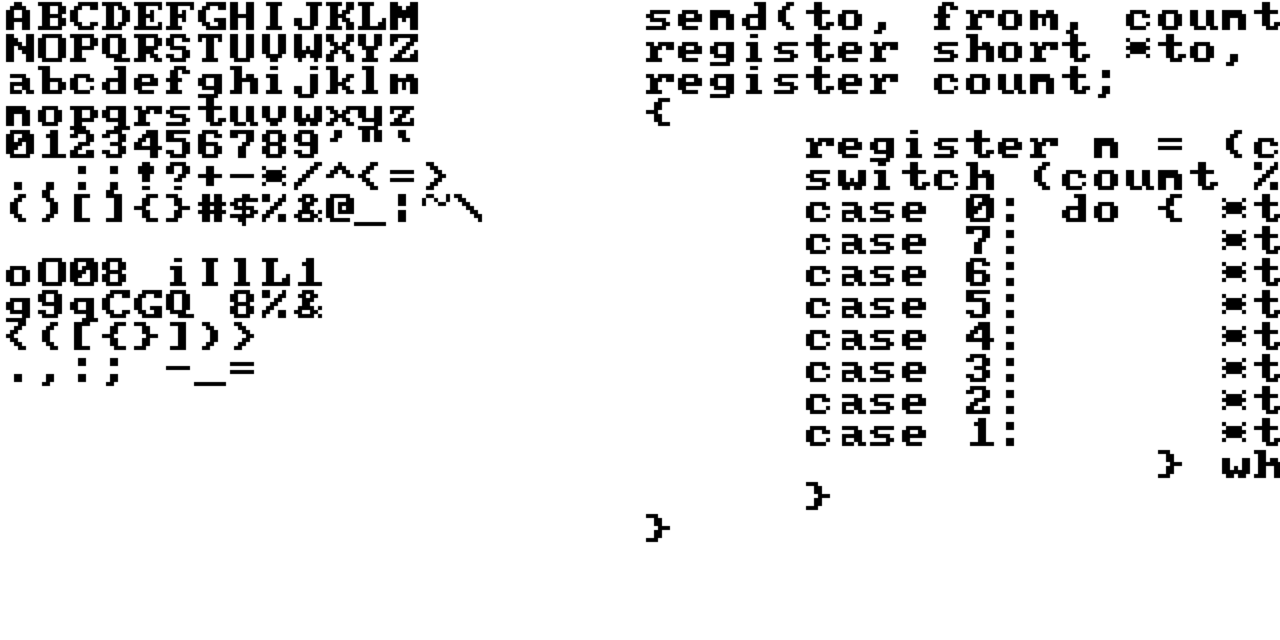 ABCDEFGHIJKLM
NOPQRSTUVWXYZ
abcdefghijklm
nopqrstuvwxyz
0123456789'"`
.,:;!?+-*/^<=>
()[]{}#$%&@_¦~\
oO08 iIlL1
g9qCGQ 8%&
<([{}])>
.,:; -_=
send(to, from, count
register short *to,
register count;
{
register n = (c
switch (count %
case 0: do { *t
case 7: *t
case 6: *t
case 5: *t
case 4: *t
case 3: *t
case 2: *t
case 1: *t
} wh
}
}